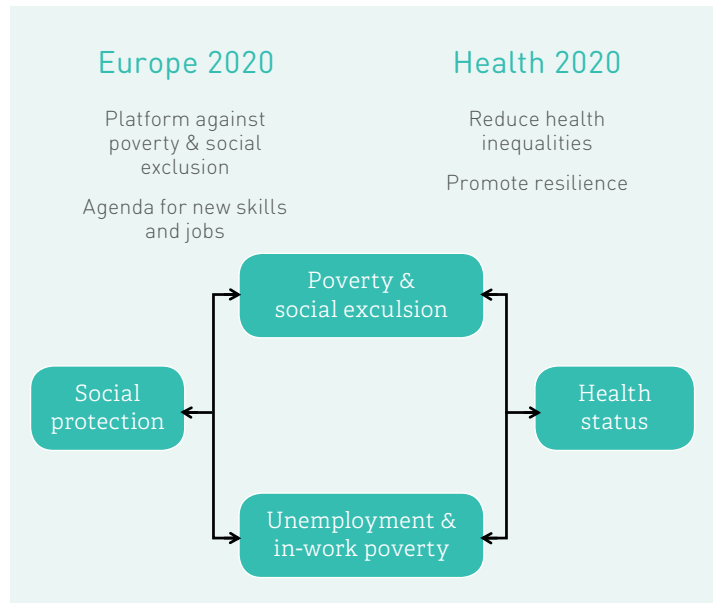 Europe 2020
Platform against
poverty & social
exclusion
Agenda for new skills
and jobs
Health 2020
Reduce health
inequalities
Promote resilience
Poverty &
social exculsion
Social
protection
Health
status
Unemployment &
in-work poverty